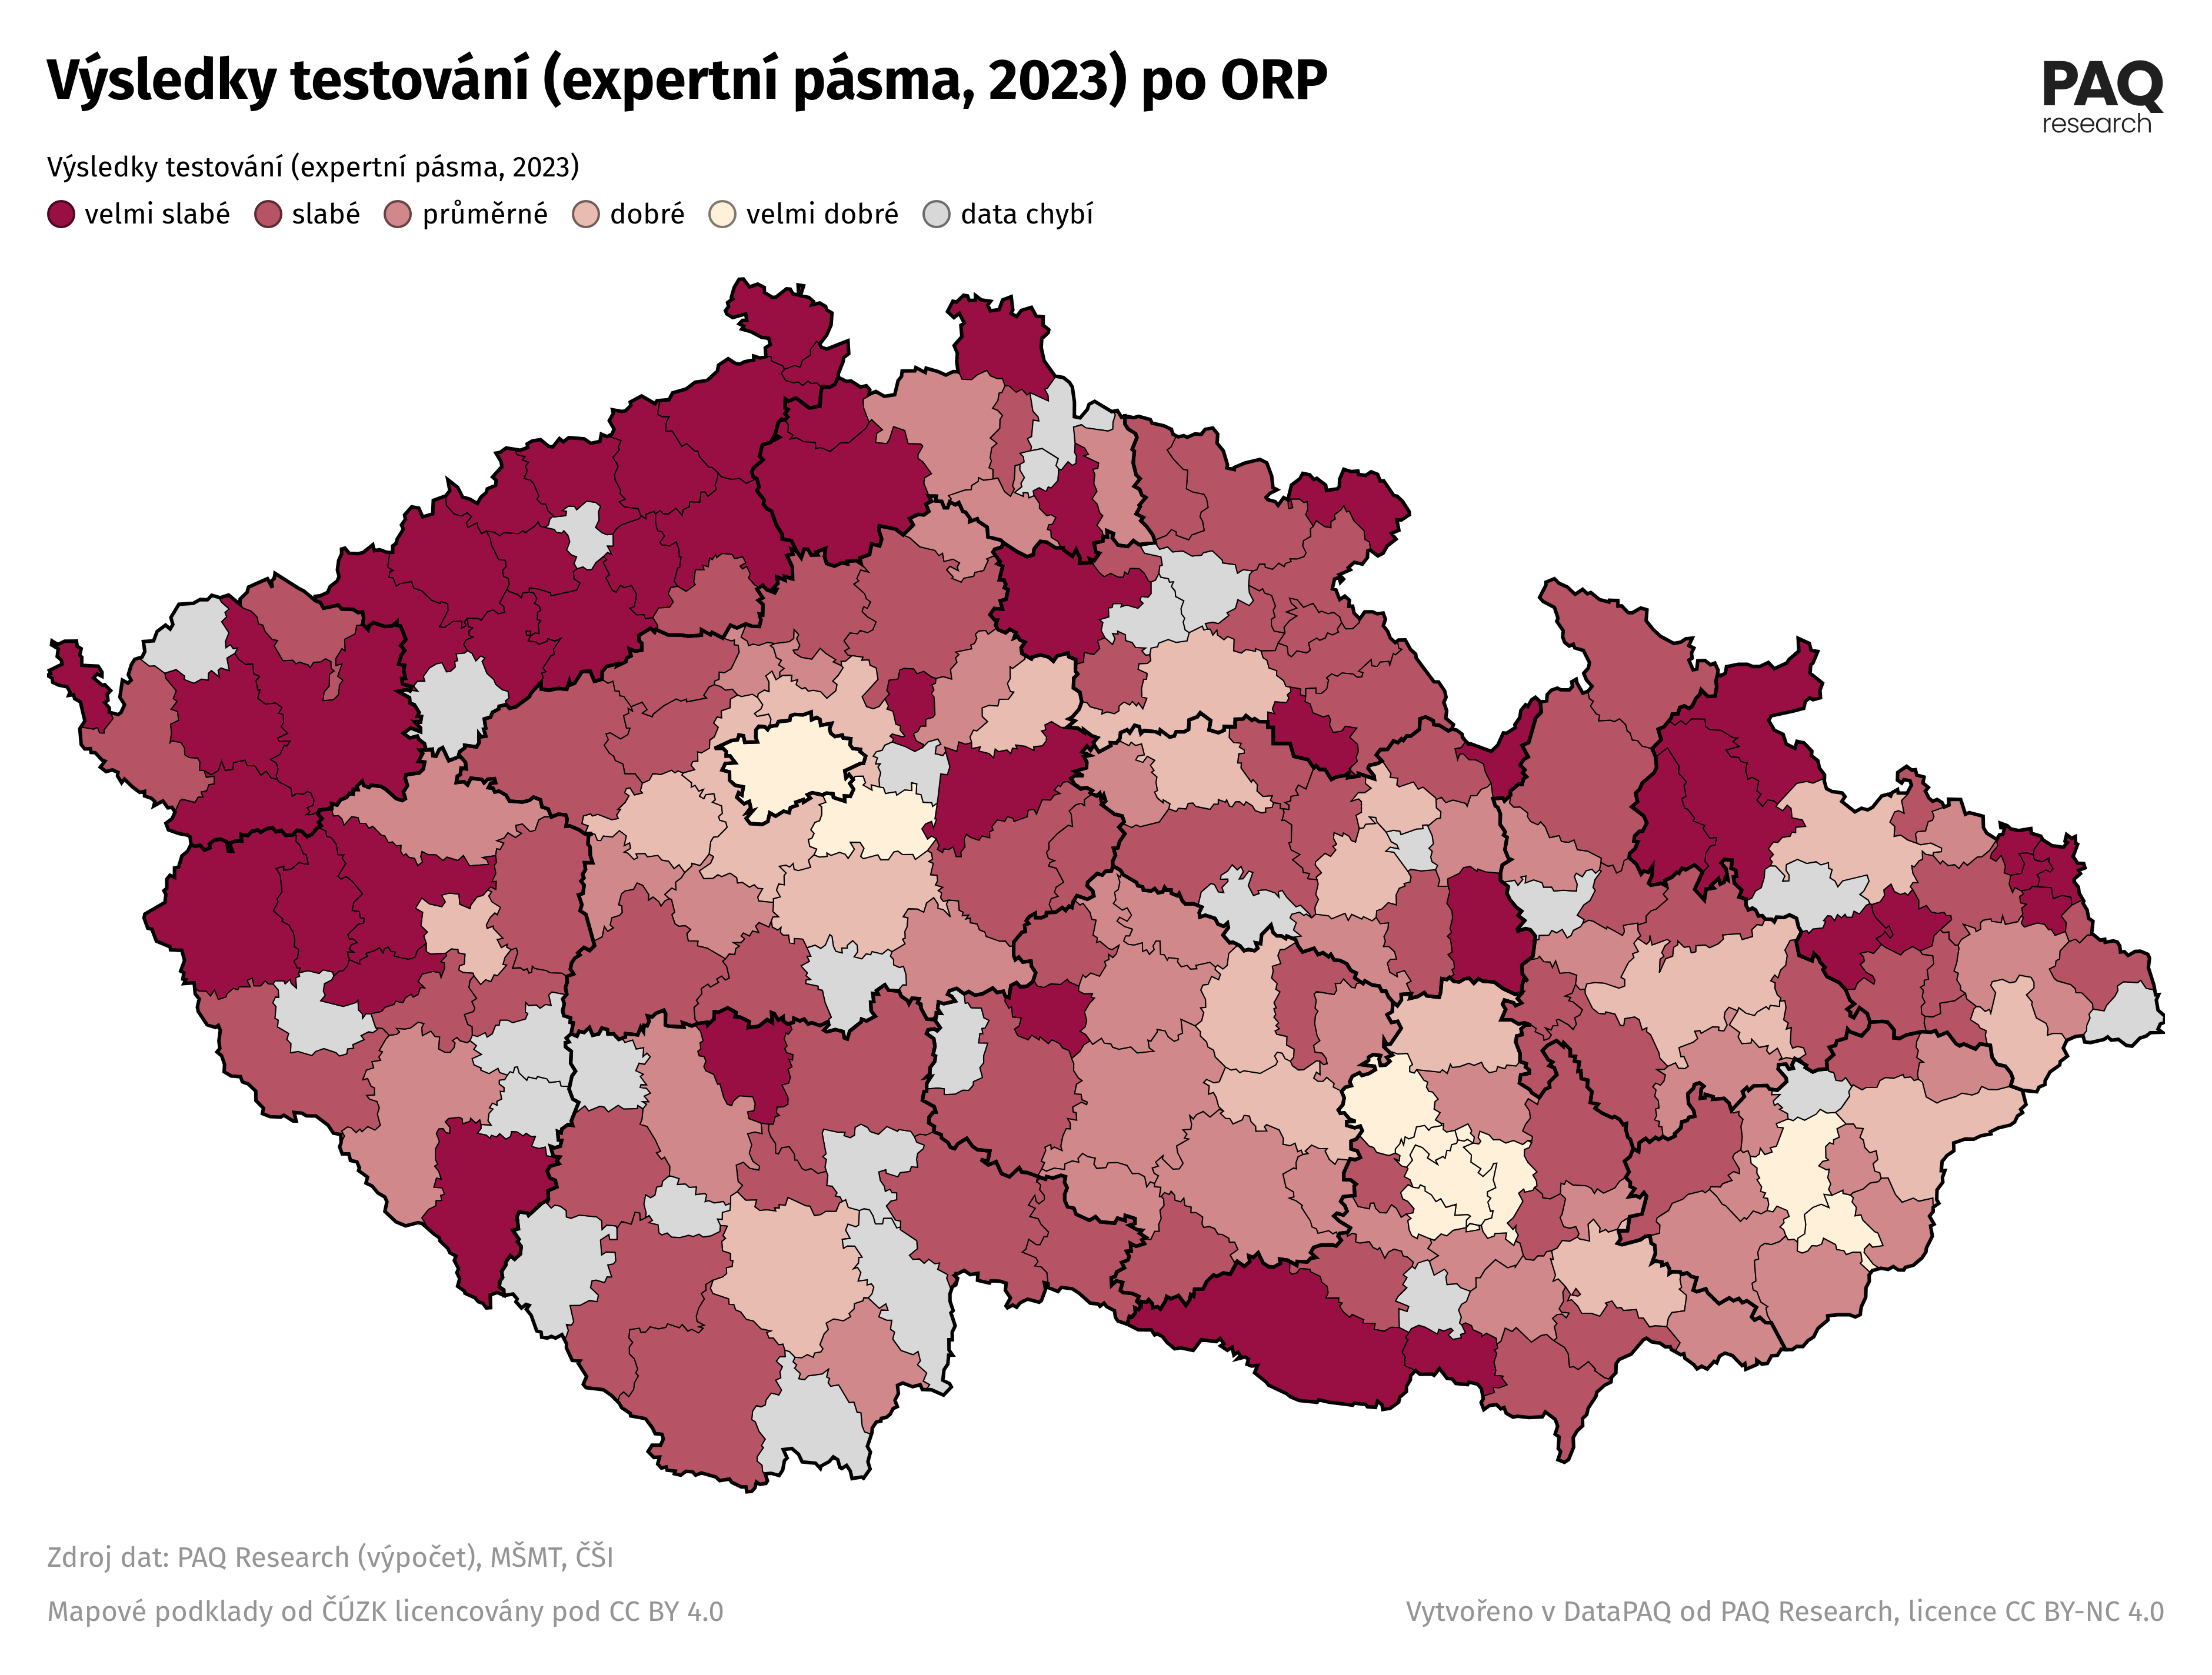 Výsledky testování (expertní pásma, 2023) po ORP
PAQ
research
Výsledky testování (expertní pásma, 2023)
velmi slabé slabé průměrné dobré velmi dobré data chybí
Zdroj dat: PAQ Research (výpočet), MŠMT, ČŠI
Mapové podklady od ČÚZK licencovány pod CC BY 4.0
Vytvořeno v DataPAQ od PAQ Research, licence CC BY-NC 4.0